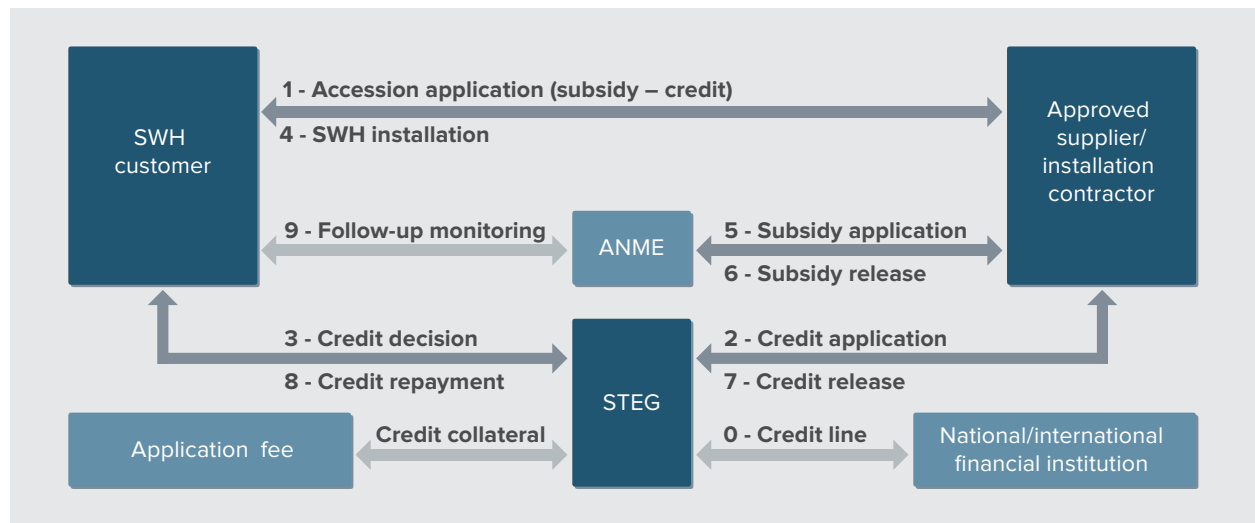 1 - Accession application (subsidy – credit)
SWH
customer
4 - SWH installation
Approved
supplier/
installation
contractor
9 - Follow-up monitoring
ANME
5 - Subsidy application
6 - Subsidy release
3 - Credit decision
8 - Credit repayment
STEG
2 - Credit application
7 - Credit release
Application fee
Credit collateral
0 - Credit line
National/international
financial institution